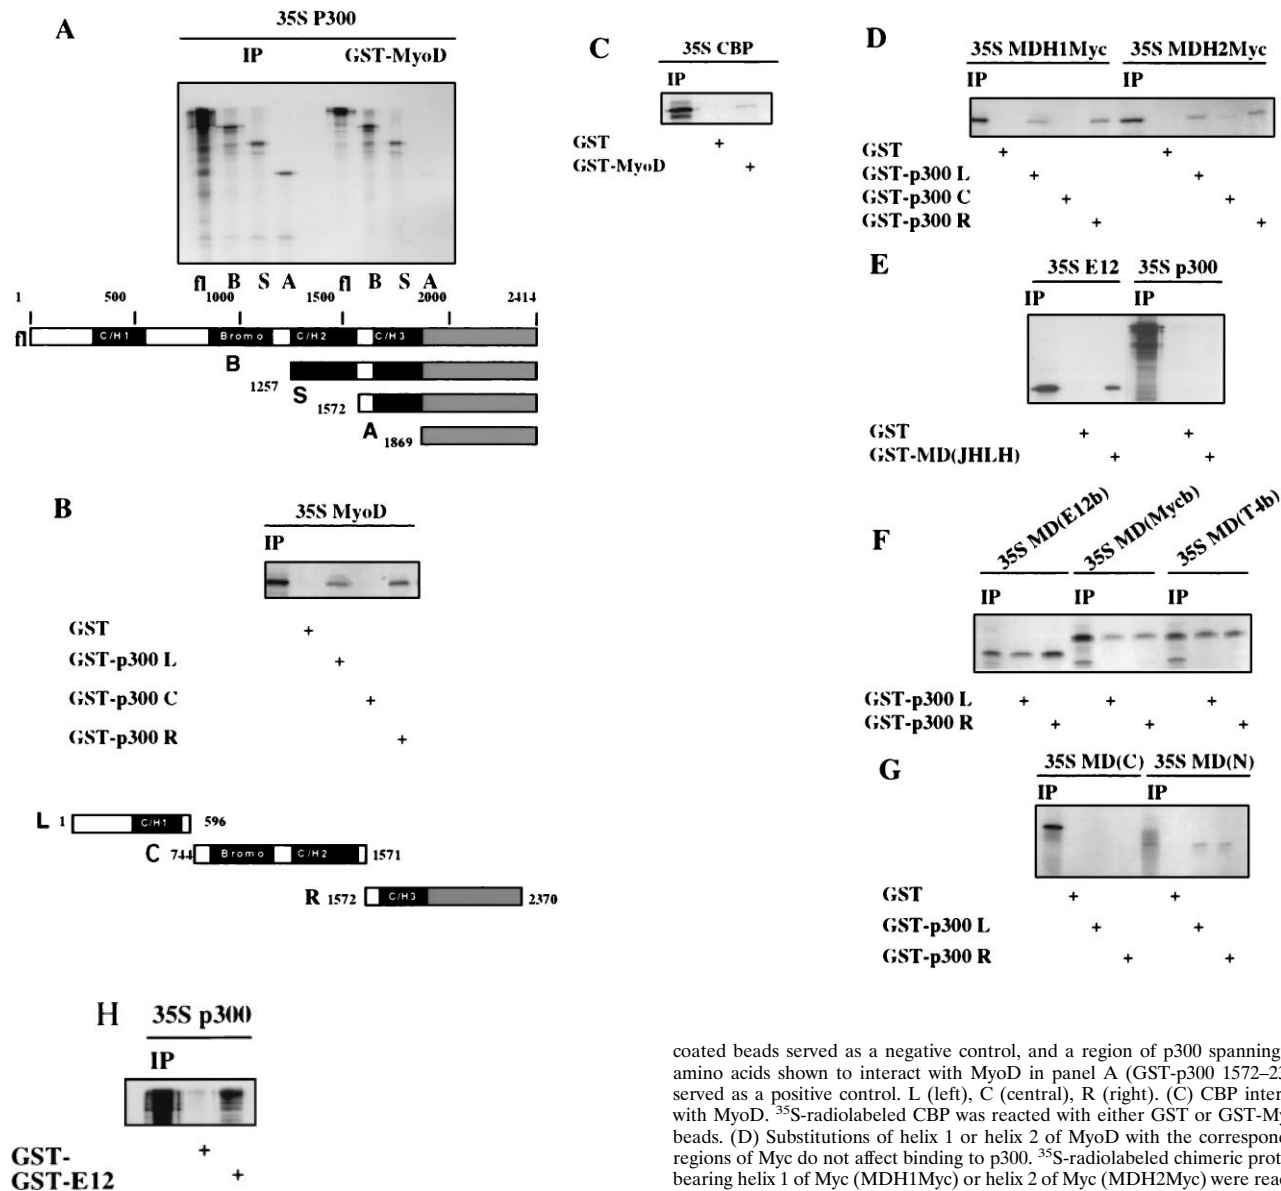 A
35S P300
IP GST-MyoD
fl B S A fl B S A
1 500 1000 1500 2000 2414
fl C/H1 Bromo C/H2 C/H3
B
1257
S
1572
A
1869
B
35S MyoD
IP
GST +
GST-p300 L +
GST-p300 C +
GST-p300 R +
L 1 C/H1 596
C 744 Bromo C/H2 1571
R 1572 C/H3 2370
H
35S p300
IP
GST- +
GST-E12 +
C
35S CBP
IP
GST +
GST-MyoD +
D
35S MDH1Myc 35S MDH2Myc
IP IP
GST + +
GST-p300 L + +
GST-p300 C + +
GST-p300 R + +
E
35S E12 35S p300
IP IP
GST + +
GST-MD(JHLH) + +
F
35S MD(E12b) 35S MD(Mycb) 35S MD(T4b)
IP IP IP
GST-p300 L + + +
GST-p300 R + + +
G
35S MD(C) 35S MD(N)
IP IP
GST + +
GST-p300 L + +
GST-p300 R + +
coated beads served as a negative control, and a region of p300 spanning
amino acids shown to interact with MyoD in panel A (GST-p300 1572–2
served as a positive control. L (left), C (central), R (right). (C) CBP inter
with MyoD. ³⁵S-radiolabeled CBP was reacted with either GST or GST-My
beads. (D) Substitutions of helix 1 or helix 2 of MyoD with the correspon
regions of Myc do not affect binding to p300. ³⁵S-radiolabeled chimeric prot
bearing helix 1 of Myc (MDH1Myc) or helix 2 of Myc (MDH2Myc) were reac